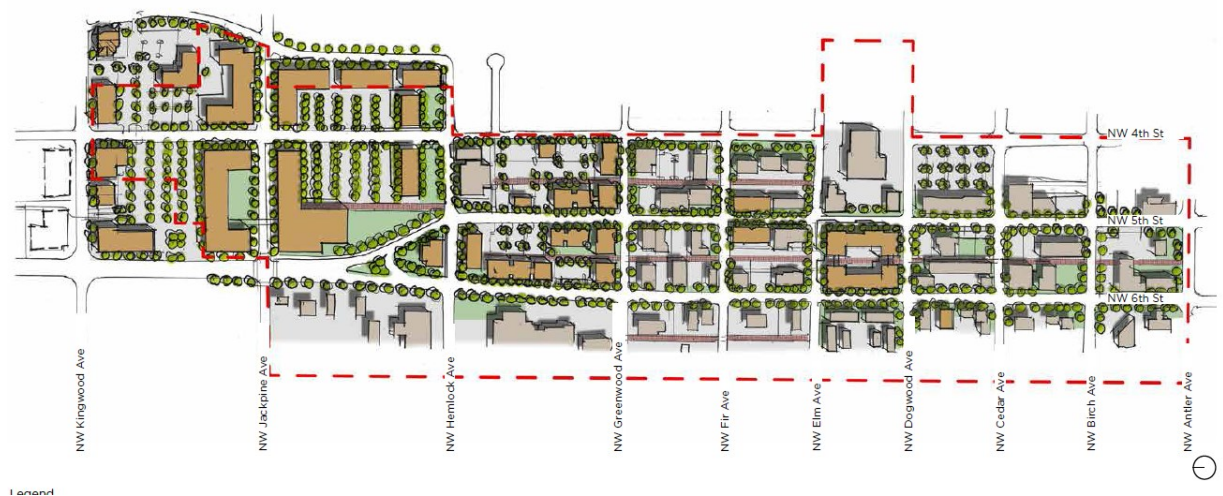 NW 4th St
NW 5th St
NW 6th St
NW Kingwood Ave
NW Jackpine Ave
NW Hemlock Ave
NW Greenwood Ave
NW Fir Ave
NW Elm Ave
NW Dogwood Ave
NW Cedar Ave
NW Birch Ave
NW Antler Ave
Legend